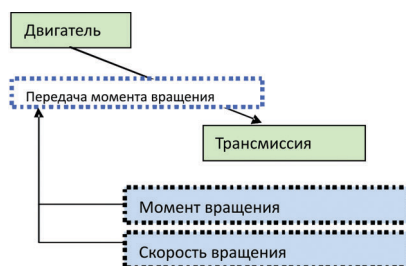 Двигатель
Передача момента вращения
Трансмиссия
Момент вращения
Скорость вращения